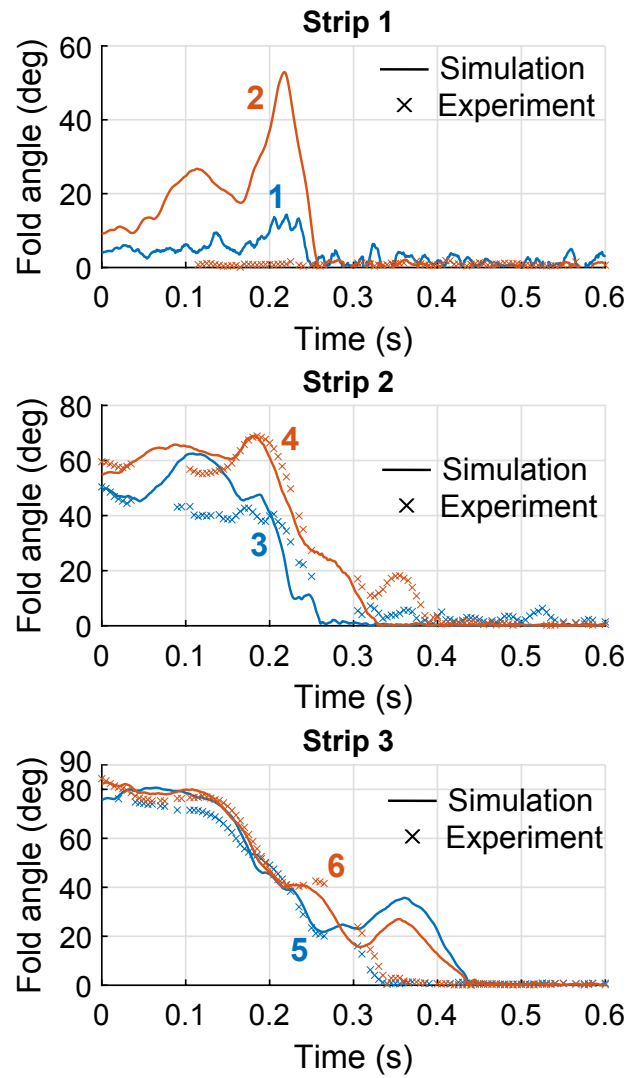 Strip 1
Fold angle (deg)
60
40
20
0
2
1
Simulation
Experiment
0 0.1 0.2 0.3 0.4 0.5 0.6
Time (s)
Strip 2
Fold angle (deg)
80
60
40
20
0
4
3
Simulation
Experiment
0 0.1 0.2 0.3 0.4 0.5 0.6
Time (s)
Strip 3
Fold angle (deg)
90
80
60
40
20
0
6
5
Simulation
Experiment
0 0.1 0.2 0.3 0.4 0.5 0.6
Time (s)